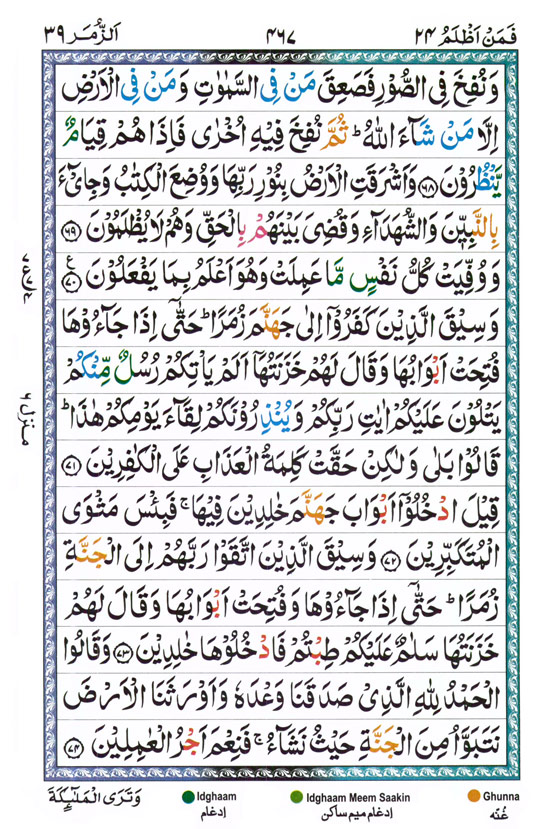 فَمَنْ اَظْلَمُ ٢٤
٤٦٧
اَلزُّمَر ٣٩
وَنُفِخَ فِي الصُّوْرِ فَصَعِقَ مَنْ فِي السَّمٰوٰتِ وَمَنْ فِي الْاَرْضِ
اِلَّا مَنْ شَآءَ اللّٰهُ ؕ ثُمَّ نُفِخَ فِيْهِ اُخْرٰى فَاِذَا هُمْ قِيَامٌ
يَّنْظُرُوْنَ ﴿٦٨﴾ وَاَشْرَقَتِ الْاَرْضُ بِنُوْرِ رَبِّهَا وَوُضِعَ الْكِتٰبُ وَجِايْٓءَ
بِالنَّبِيّٖنَ وَالشُّهَدَآءِ وَقُضِيَ بَيْنَهُمْ بِالْحَقِّ وَهُمْ لَا يُظْلَمُوْنَ ﴿٦٩﴾
وَوُفِّيَتْ كُلُّ نَفْسٍ مَّا عَمِلَتْ وَهُوَ اَعْلَمُ بِمَا يَفْعَلُوْنَ ﴿٧٠﴾ ع
وَسِيْقَ الَّذِيْنَ كَفَرُوْٓا اِلٰى جَهَنَّمَ زُمَرًا ؕ حَتّٰٓى اِذَا جَآءُوْهَا
فُتِحَتْ اَبْوَابُهَا وَقَالَ لَهُمْ خَزَنَتُهَآ اَلَمْ يَاْتِكُمْ رُسُلٌ مِّنْكُمْ
يَتْلُوْنَ عَلَيْكُمْ اٰيٰتِ رَبِّكُمْ وَيُنْذِرُوْنَكُمْ لِقَآءَ يَوْمِكُمْ هٰذَا ؕ
قَالُوْا بَلٰى وَلٰكِنْ حَقَّتْ كَلِمَةُ الْعَذَابِ عَلَى الْكٰفِرِيْنَ ﴿٧١﴾
قِيْلَ ادْخُلُوْٓا اَبْوَابَ جَهَنَّمَ خٰلِدِيْنَ فِيْهَا ۚ فَبِئْسَ مَثْوَى
الْمُتَكَبِّرِيْنَ ﴿٧٢﴾ وَسِيْقَ الَّذِيْنَ اتَّقَوْا رَبَّهُمْ اِلَى الْجَنَّةِ
زُمَرًا ؕ حَتّٰٓى اِذَا جَآءُوْهَا وَفُتِحَتْ اَبْوَابُهَا وَقَالَ لَهُمْ
خَزَنَتُهَا سَلٰمٌ عَلَيْكُمْ طِبْتُمْ فَادْخُلُوْهَا خٰلِدِيْنَ ﴿٧٣﴾ وَقَالُوا
الْحَمْدُ لِلّٰهِ الَّذِيْ صَدَقَنَا وَعْدَهٗ وَاَوْرَثَنَا الْاَرْضَ
نَتَبَوَّاُ مِنَ الْجَنَّةِ حَيْثُ نَشَآءُ ۚ فَنِعْمَ اَجْرُ الْعٰمِلِيْنَ ﴿٧٤﴾
منزل ٦
وَتَرَى الْمَلٰٓئِكَةَ
Idghaam
ادغام
Idghaam Meem Saakin
ادغام میم ساکن
Ghunna
غُنّه